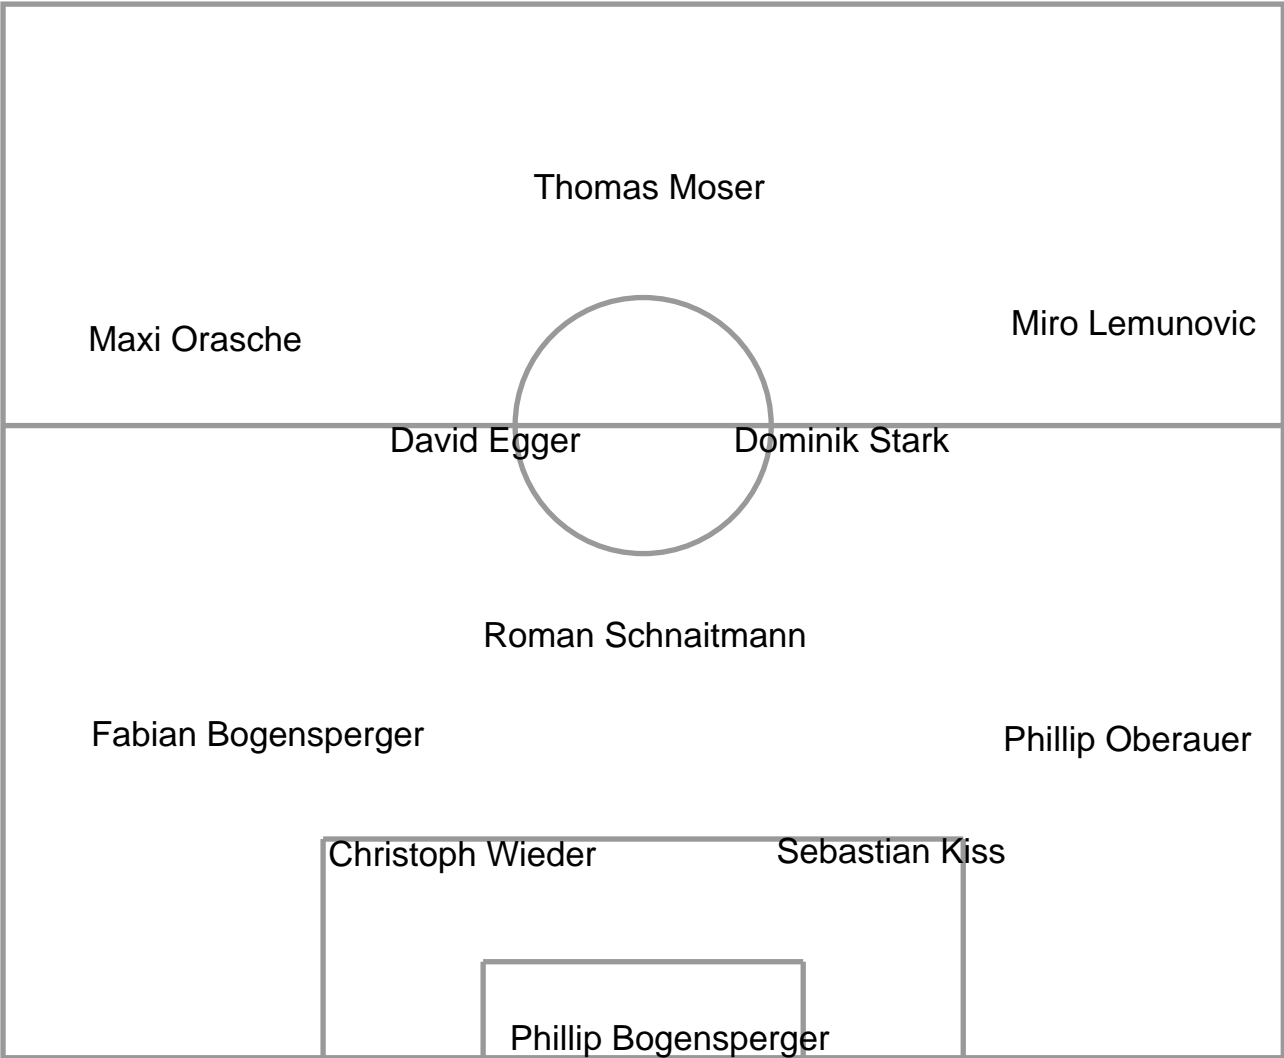 Thomas Moser
Maxi Orasche
Miro Lemunovic
David Egger
Dominik Stark
Roman Schnaitmann
Fabian Bogensperger
Phillip Oberauer
Christoph Wieder
Sebastian Kiss
Phillip Bogensperger